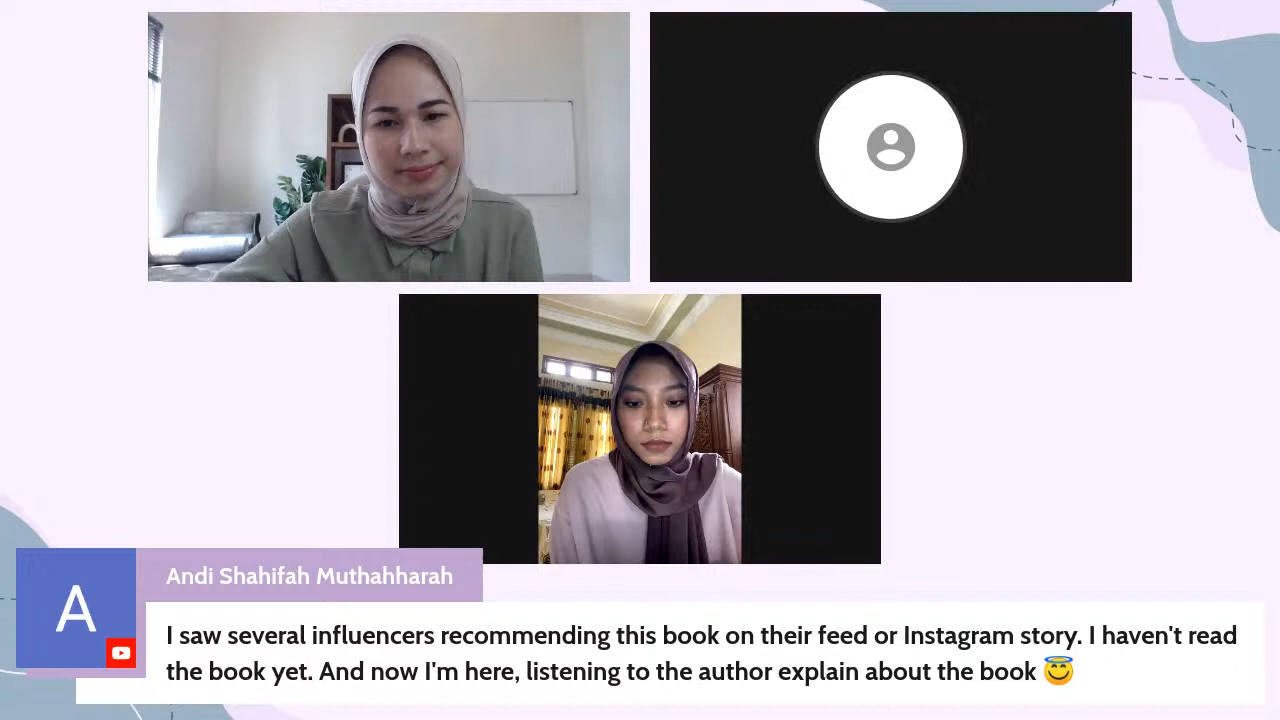 A
Andi Shahifah Muthahharah
I saw several influencers recommending this book on their feed or Instagram story. I haven't read
the book yet. And now I'm here, listening to the author explain about the book 😇